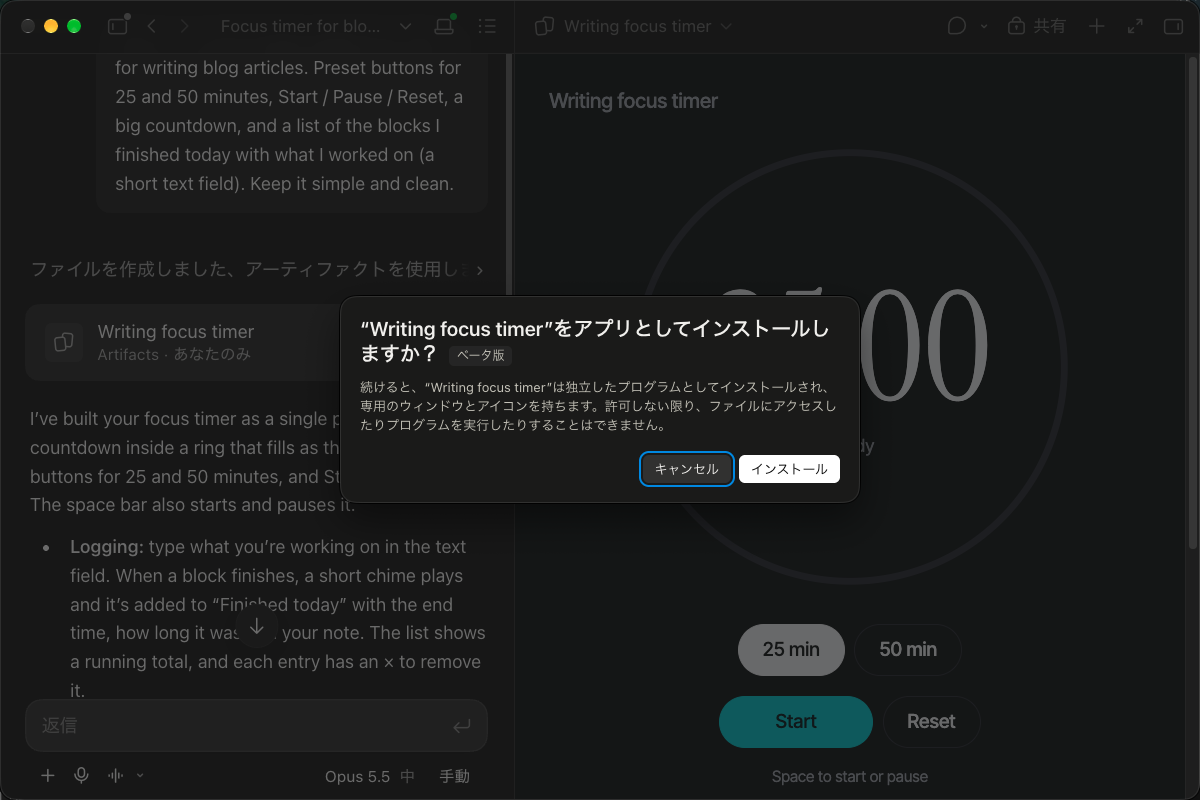 Focus timer for blo...
Writing focus timer
共有
for writing blog articles. Preset buttons for
25 and 50 minutes, Start / Pause / Reset, a
big countdown, and a list of the blocks I
finished today with what I worked on (a
short text field). Keep it simple and clean.
ファイルを作成しました、アーティファクトを使用しま
Writing focus timer
Artifacts · あなたのみ
I’ve built your focus timer as a single
countdown inside a ring that fills as
buttons for 25 and 50 minutes, and
The space bar also starts and pauses it.
• Logging: type what you’re working on in the text
field. When a block finishes, a short chime plays
and it’s added to “Finished today” with the end
time, how long it was your note. The list shows
a running total, and each entry has an × to remove
it.
返信
Opus 5.5 中 手動
“Writing focus timer”をアプリとしてインストールし
ますか？ ベータ版
続けると、“Writing focus timer”は独立したプログラムとしてインストールされ、
専用のウィンドウとアイコンを持ちます。許可しない限り、ファイルにアクセスし
たりプログラムを実行したりすることはできません。
キャンセル インストール
Writing focus timer
00
25 min 50 min
Start Reset
Space to start or pause